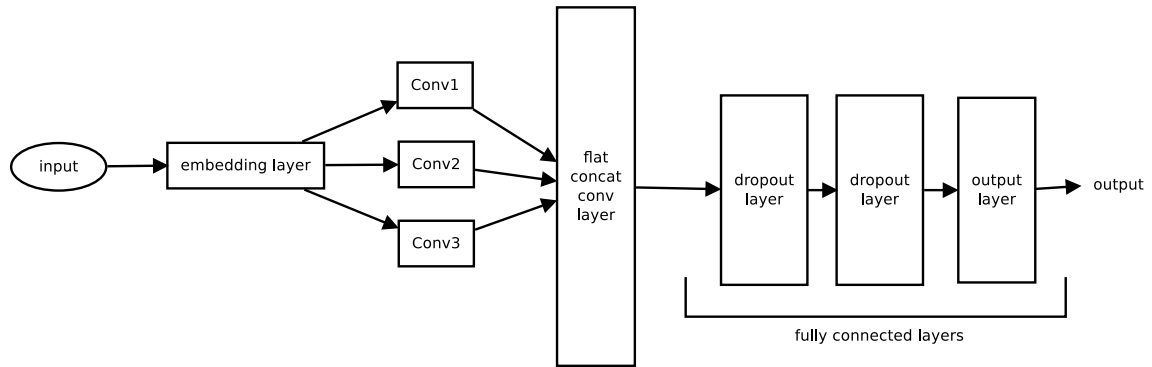 input
embedding layer
Conv1
Conv2
Conv3
flat
concat
conv
layer
dropout
layer
dropout
layer
output
layer
output
fully connected layers